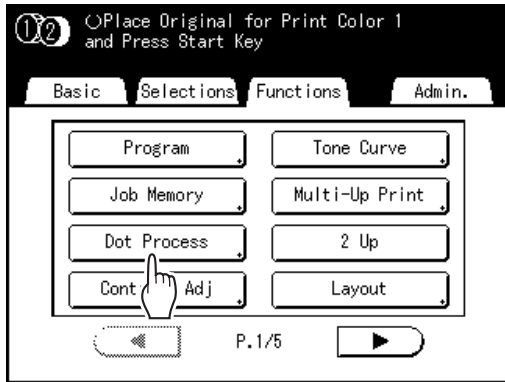 ①② Place Original for Print Color 1
and Press Start Key
Basic Selections Functions Admin.
Program Tone Curve
Job Memory Multi-Up Print
Dot Process 2 Up
Adj Layout
P.1/5